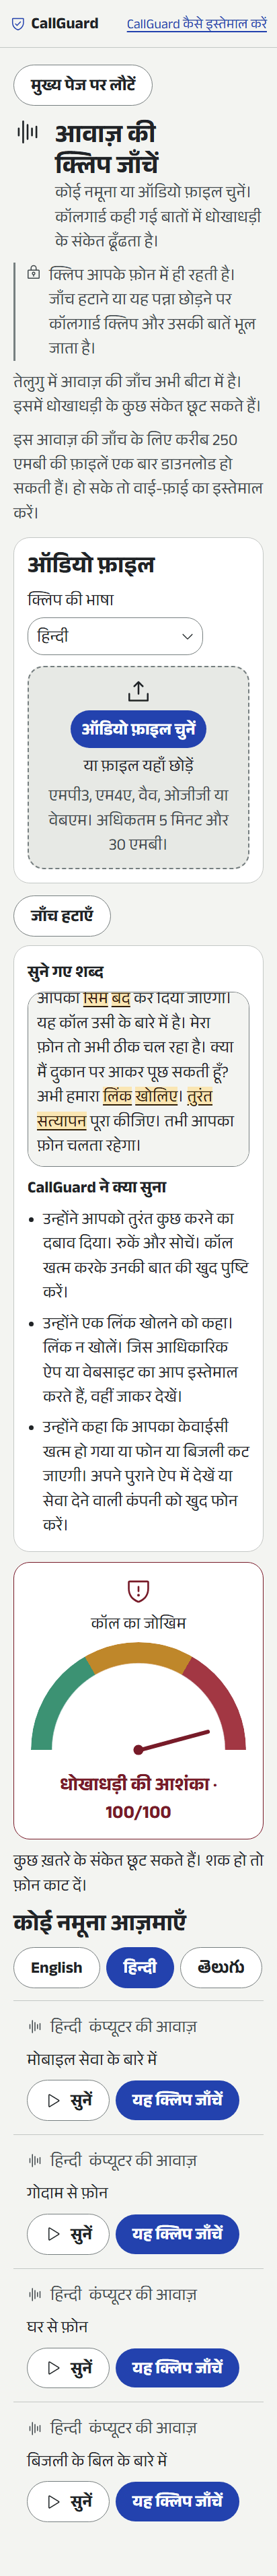 CallGuard
CallGuard कैसे इस्तेमाल करें
मुख्य पेज पर लौटें
आवाज़ की
क्लिप जाँचें
कोई नमूना या ऑडियो फ़ाइल चुनें।
कॉलगार्ड कही गई बातों में धोखाधड़ी
के संकेत ढूँढता है।
क्लिप आपके फ़ोन में ही रहती है।
जाँच हटाने या यह पन्ना छोड़ने पर
कॉलगार्ड क्लिप और उसकी बातें भूल
जाता है।
तेलुगु में आवाज़ की जाँच अभी बीटा में है।
इसमें धोखाधड़ी के कुछ संकेत छूट सकते हैं।
इस आवाज़ की जाँच के लिए करीब 250
एमबी की फ़ाइलें एक बार डाउनलोड हो
सकती हैं। हो सके तो वाई-फ़ाई का इस्तेमाल
करें।
ऑडियो फ़ाइल
क्लिप की भाषा
हिन्दी
ऑडियो फ़ाइल चुनें
या फ़ाइल यहाँ छोड़ें
एमपी3, एम4ए, वैव, ओजीजी या
वेबएम। अधिकतम 5 मिनट और
30 एमबी।
जाँच हटाएँ
सुने गए शब्द
आपका सिम बंद कर दिया जाएगा।
यह कॉल उसी के बारे में है। मेरा
फ़ोन तो अभी ठीक चल रहा है। क्या
मैं दुकान पर आकर पूछ सकती हूँ?
अभी हमारा लिंक खोलिए। तुरंत
सत्यापन पूरा कीजिए। तभी आपका
फ़ोन चलता रहेगा।
CallGuard ने क्या सुना
• उन्होंने आपको तुरंत कुछ करने का
दबाव दिया। रुकें और सोचें। कॉल
खत्म करके उनकी बात की खुद पुष्टि
करें।
• उन्होंने एक लिंक खोलने को कहा।
लिंक न खोलें। जिस आधिकारिक
ऐप या वेबसाइट का आप इस्तेमाल
करते हैं, वहीं जाकर देखें।
• उन्होंने कहा कि आपका केवाईसी
खत्म हो गया या फोन या बिजली कट
जाएगी। अपने पुराने ऐप में देखें या
सेवा देने वाली कंपनी को खुद फोन
करें।
कॉल का जोखिम
धोखाधड़ी की आशंका ·
100/100
कुछ ख़तरे के संकेत छूट सकते हैं। शक हो तो
फ़ोन काट दें।
कोई नमूना आज़माएँ
English
हिन्दी
తెలుగు
हिन्दी कंप्यूटर की आवाज़
मोबाइल सेवा के बारे में
सुनें
यह क्लिप जाँचें
हिन्दी कंप्यूटर की आवाज़
गोदाम से फ़ोन
सुनें
यह क्लिप जाँचें
हिन्दी कंप्यूटर की आवाज़
घर से फ़ोन
सुनें
यह क्लिप जाँचें
हिन्दी कंप्यूटर की आवाज़
बिजली के बिल के बारे में
सुनें
यह क्लिप जाँचें